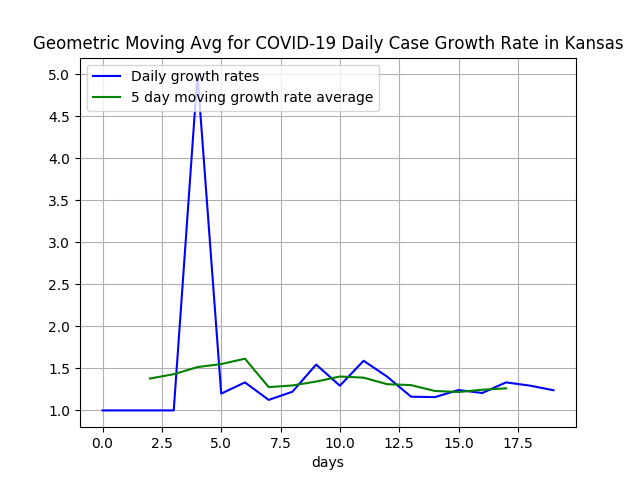 Geometric Moving Avg for COVID-19 Daily Case Growth Rate in Kansas
Daily growth rates
5 day moving growth rate average
5.0
4.5
4.0
3.5
3.0
2.5
2.0
1.5
1.0
0.0 2.5 5.0 7.5 10.0 12.5 15.0 17.5
days